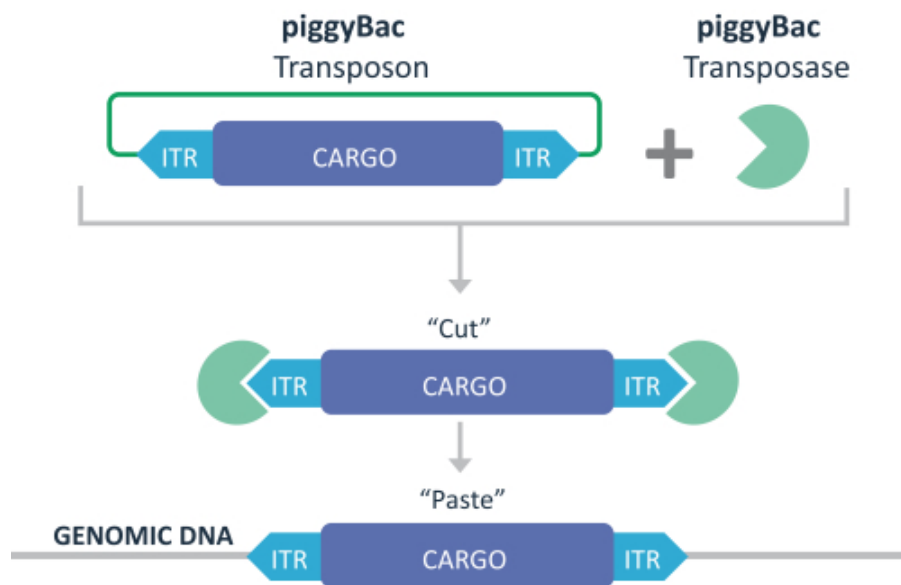 piggyBac
Transposon
piggyBac
Transposase
ITR
CARGO
ITR
+
“Cut”
ITR
CARGO
ITR
“Paste”
GENOMIC DNA
ITR
CARGO
ITR